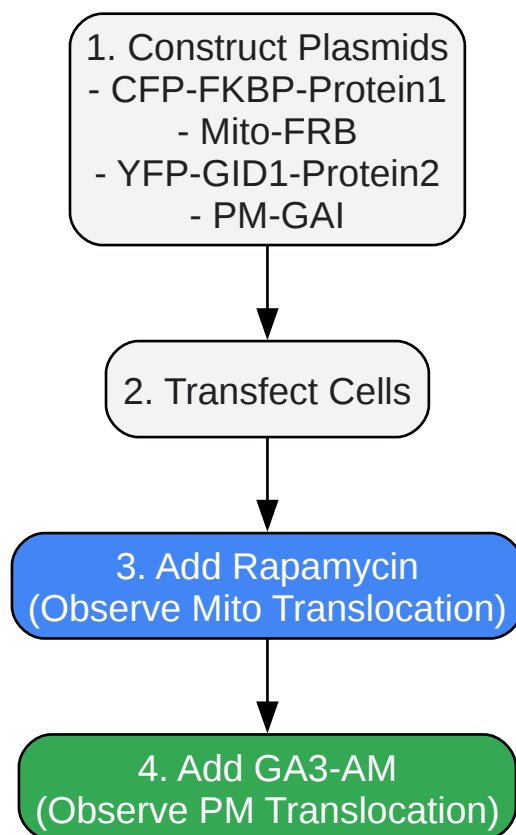 1. Construct Plasmids
- CFP-FKBP-Protein1
- Mito-FRB
- YFP-GID1-Protein2
- PM-GAI
2. Transfect Cells
3. Add Rapamycin
(Observe Mito Translocation)
4. Add GA3-AM
(Observe PM Translocation)